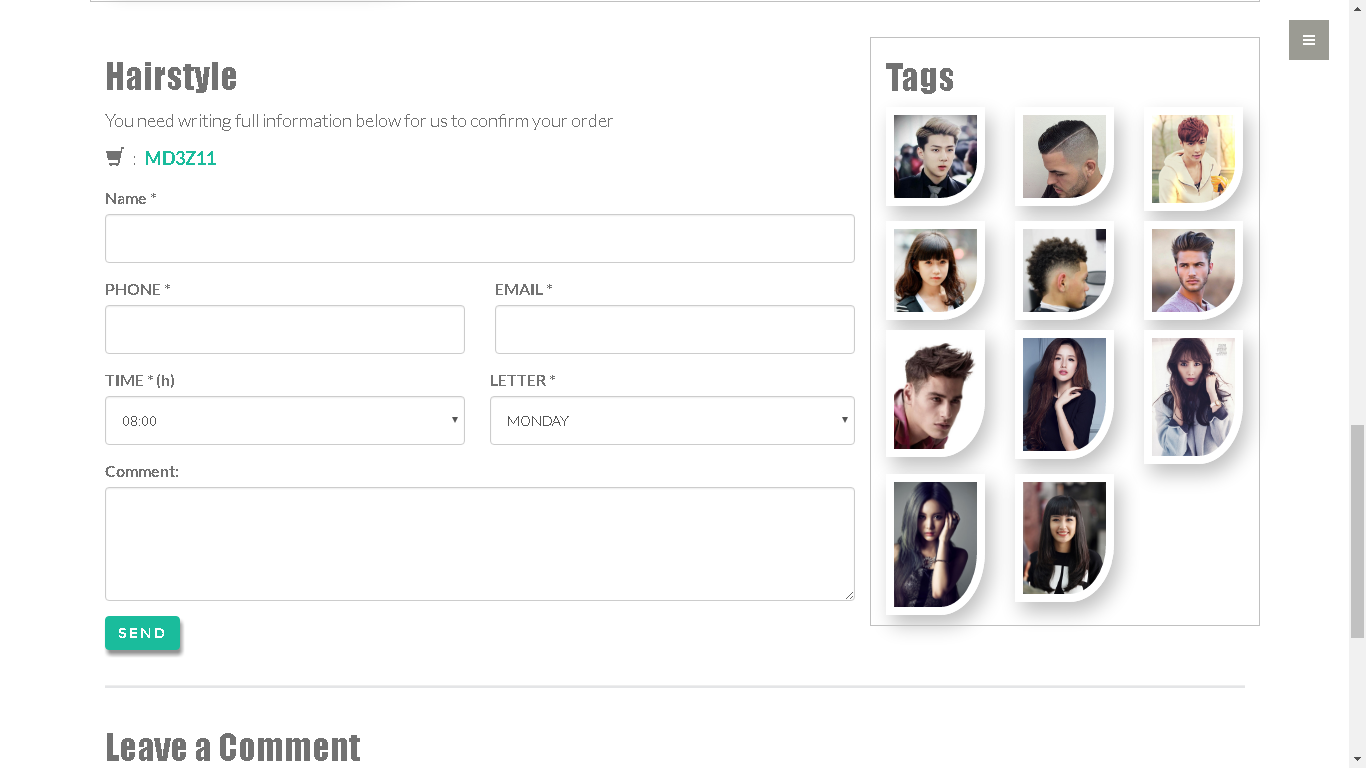 Hairstyle
You need writing full information below for us to confirm your order
: MD3Z11
Name *
PHONE *
EMAIL *
TIME * (h)
LETTER *
08:00
MONDAY
Comment:
SEND
Tags
Leave a Comment